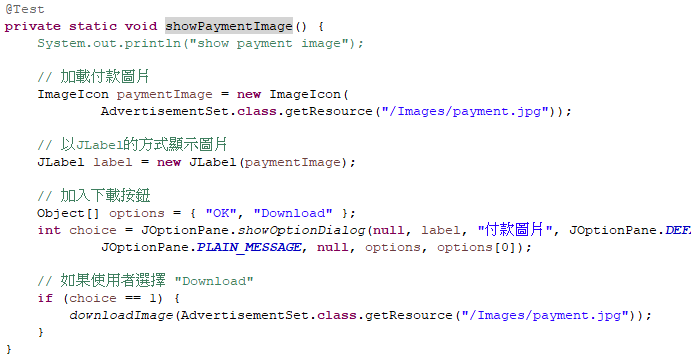 @Test
private static void showPaymentImage() {
    System.out.println("show payment image");

    // 加載付款圖片
    ImageIcon paymentImage = new ImageIcon(
            AdvertisementSet.class.getResource("/Images/payment.jpg"));

    // 以JLabel的方式顯示圖片
    JLabel label = new JLabel(paymentImage);

    // 加入下載按鈕
    Object[] options = { "OK", "Download" };
    int choice = JOptionPane.showOptionDialog(null, label, "付款圖片", JOptionPane.DEF
            JOptionPane.PLAIN_MESSAGE, null, options, options[0]);

    // 如果使用者選擇 "Download"
    if (choice == 1) {
        downloadImage(AdvertisementSet.class.getResource("/Images/payment.jpg"));
    }
}